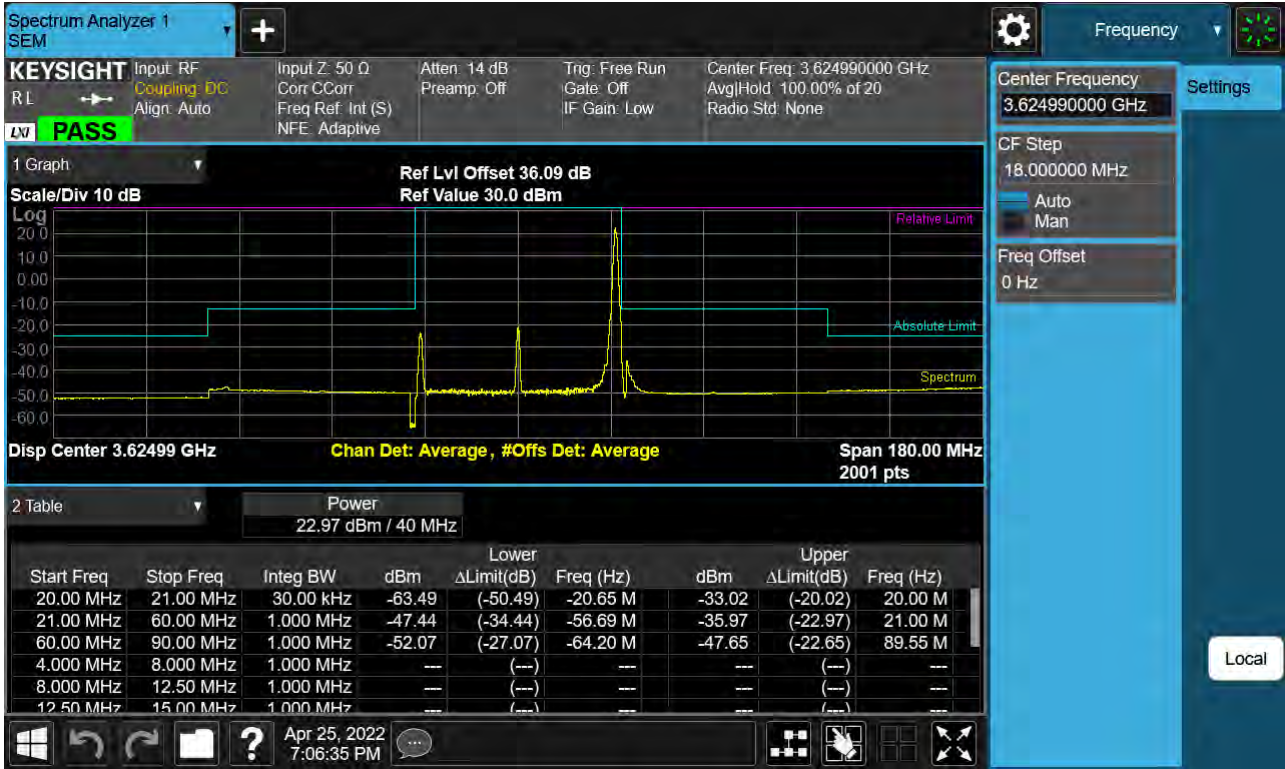 Spectrum Analyzer 1
SEM
+
Frequency
KEYSIGHT
R L
LXI
PASS
Input: RF
Coupling: DC
Align: Auto
Input Z: 50 Ω
Corr CCorr
Freq Ref: Int (S)
NFE: Adaptive
Atten: 14 dB
Preamp: Off
Trig: Free Run
Gate: Off
IF Gain: Low
Center Freq: 3.624990000 GHz
Avg|Hold: 100.00% of 20
Radio Std: None
Center Frequency
3.624990000 GHz
Settings
CF Step
18.000000 MHz
Auto
Man
Freq Offset
0 Hz
Local
1 Graph
Scale/Div 10 dB
Ref Lvl Offset 36.09 dB
Ref Value 30.0 dBm
Log
20.0
10.0
0.00
-10.0
-20.0
-30.0
-40.0
-50.0
-60.0
Relative Limit
Absolute Limit
Spectrum
Disp Center 3.62499 GHz
Chan Det: Average, #Offs Det: Average
Span 180.00 MHz
2001 pts
2 Table
Power
22.97 dBm / 40 MHz
Lower Upper
Start Freq Stop Freq Integ BW dBm ΔLimit(dB) Freq (Hz) dBm ΔLimit(dB) Freq (Hz)
20.00 MHz 21.00 MHz 30.00 kHz -63.49 (-50.49) -20.65 M -33.02 (-20.02) 20.00 M
21.00 MHz 60.00 MHz 1.000 MHz -47.44 (-34.44) -56.69 M -35.97 (-22.97) 21.00 M
60.00 MHz 90.00 MHz 1.000 MHz -52.07 (-27.07) -64.20 M -47.65 (-22.65) 89.55 M
4.000 MHz 8.000 MHz 1.000 MHz --- (---) --- --- (---) ---
8.000 MHz 12.50 MHz 1.000 MHz --- (---) --- --- (---) ---
12.50 MHz 15.00 MHz 1.000 MHz --- (---) --- --- (---) ---
?
Apr 25, 2022
7:06:35 PM